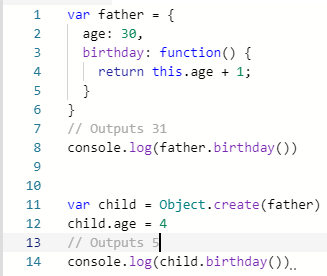 1 var father = {
2 age: 30,
3 birthday: function() {
4 return this.age + 1;
5 }
6 }
7 // Outputs 31
8 console.log(father.birthday())
9
10
11 var child = Object.create(father)
12 child.age = 4
13 // Outputs 5
14 console.log(child.birthday())